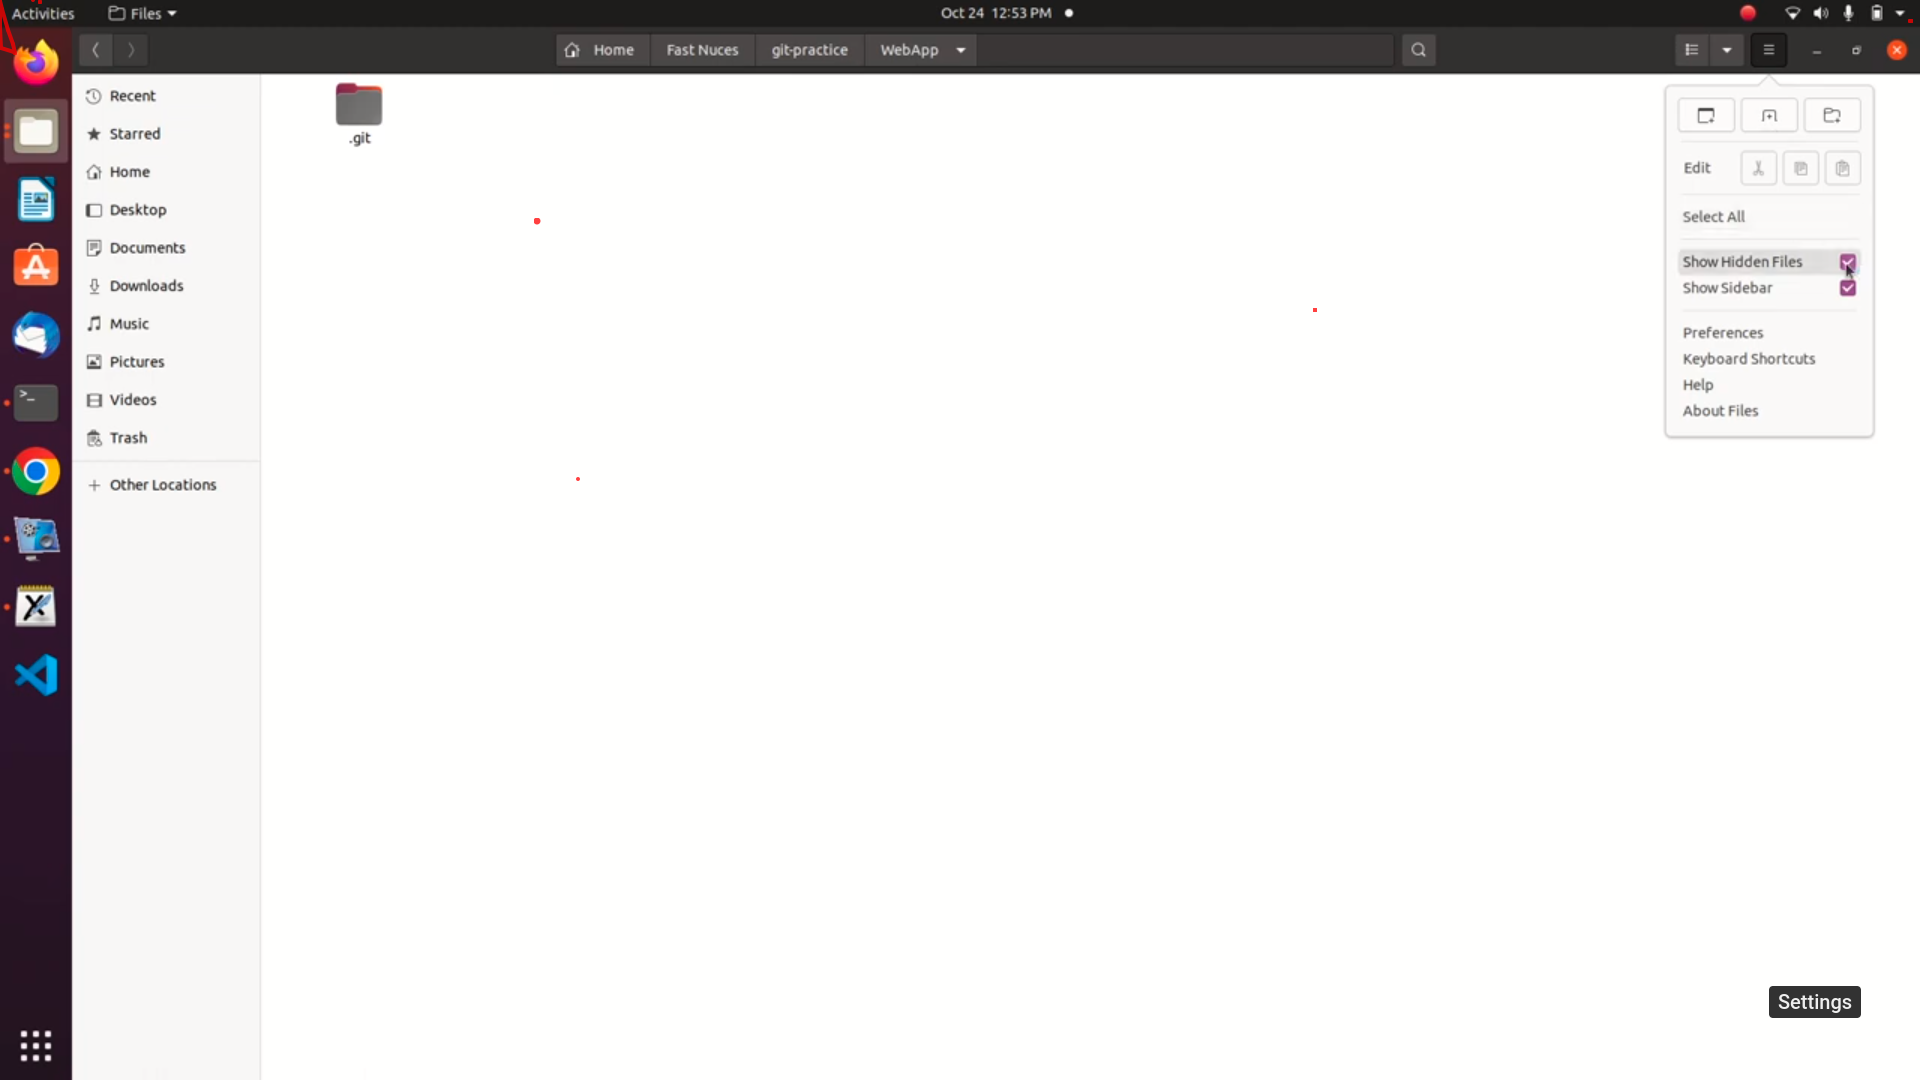 Activities
Files
Oct 24 12:53 PM
Home
Fast Nuces
git-practice
WebApp
Recent
Starred
Home
Desktop
Documents
Downloads
Music
Pictures
Videos
Trash
Other Locations
.git
Edit
Select All
Show Hidden Files
Show Sidebar
Preferences
Keyboard Shortcuts
Help
About Files
Settings